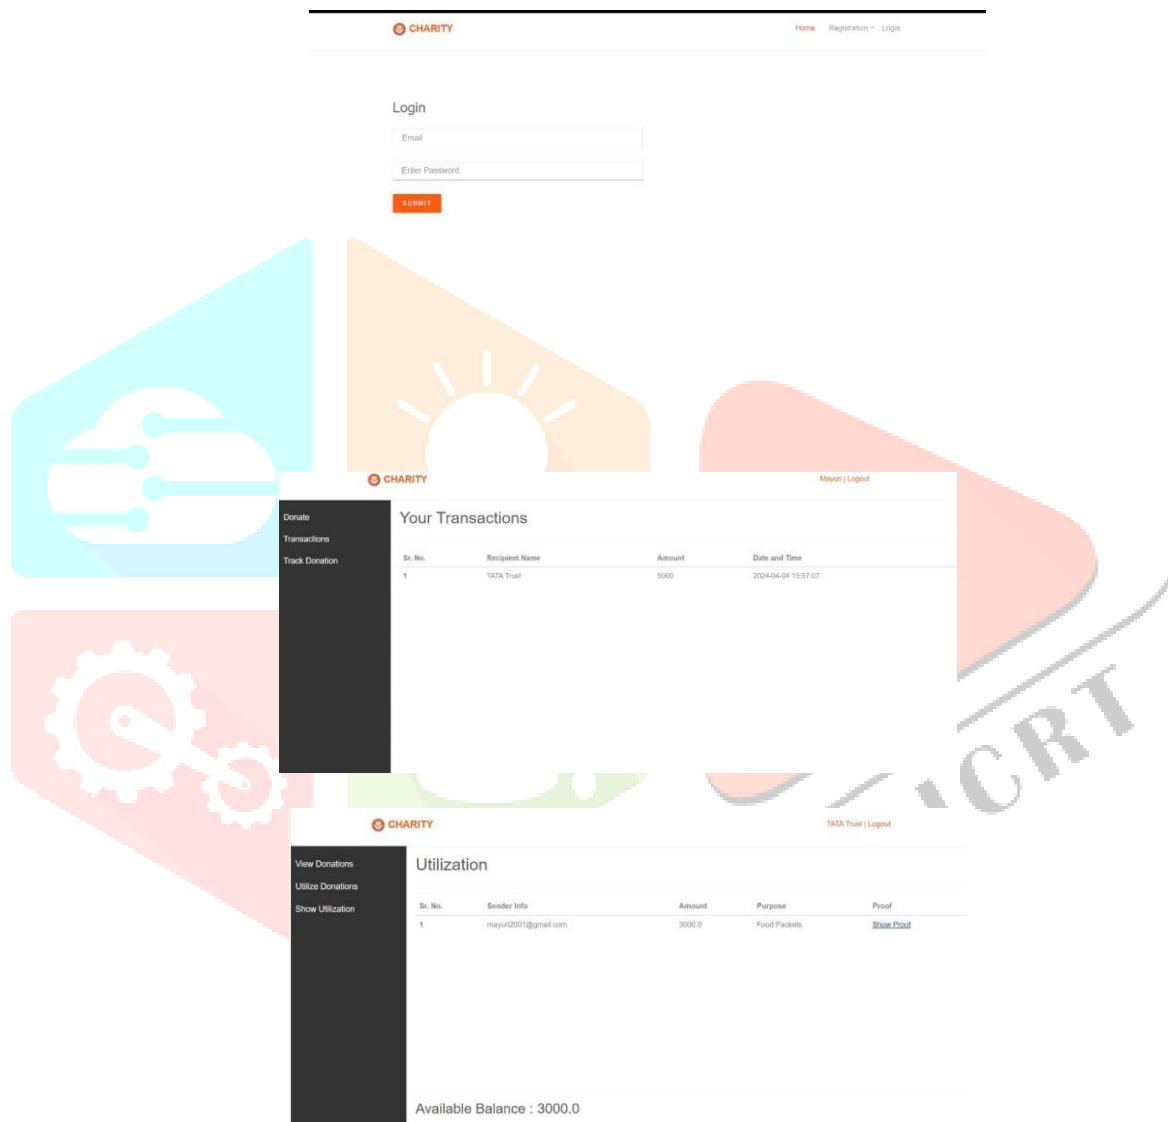 CHARITY Home Registration Login
Login
Email
Enter Password
SUBMIT
CHARITY Mayuri | Logout
Donate
Transactions
Track Donation
Your Transactions
Sr. No. Recipient Name Amount Date and Time
1 TATA Trust 5000 2024-04-04 15:57:07
CHARITY TATA Trust | Logout
View Donations
Utilize Donations
Show Utilization
Utilization
Sr. No. Sender Info Amount Purpose Proof
1 mayuri2001@gmail.com 3000.0 Food Packets Show Proof
Available Balance : 3000.0